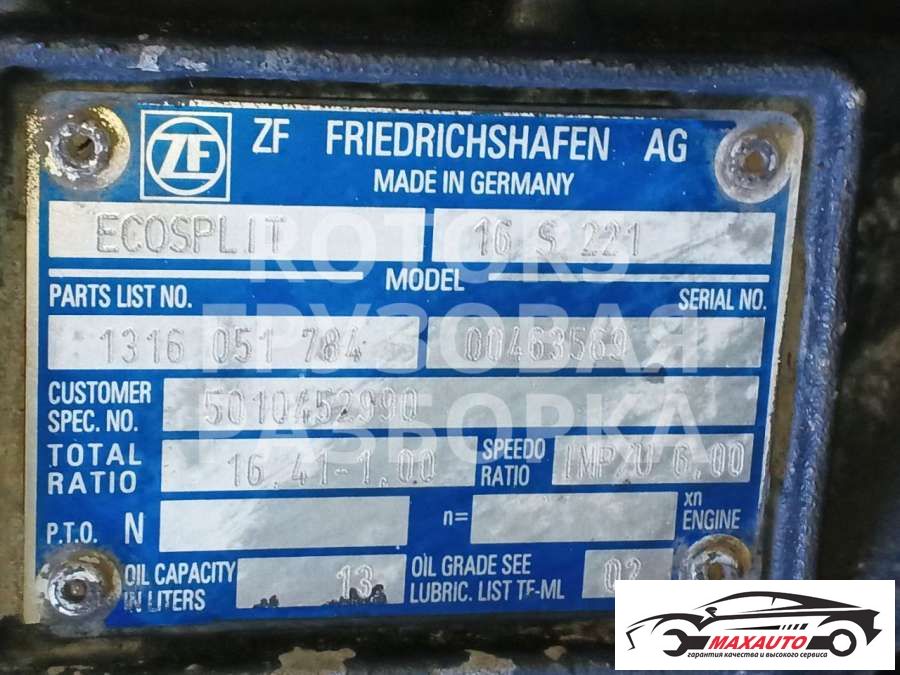 ZF ZF FRIEDRICHSHAFEN AG
MADE IN GERMANY
ECOSPLIT 16 S 221
MODEL
PARTS LIST NO. SERIAL NO.
1316 051 784 00463569
CUSTOMER SPEC. NO. 5010452990
TOTAL RATIO 16,41-1,00 SPEEDO RATIO IMP/U 6,00
P.T.O. N n= xn ENGINE
OIL CAPACITY IN LITERS 13 OIL GRADE SEE LUBRIC. LIST TE-ML 02
ROTORS
ГРУЗОВАЯ
РАЗБОРКА
MAXAUTO
гарантия качества и высокого сервиса